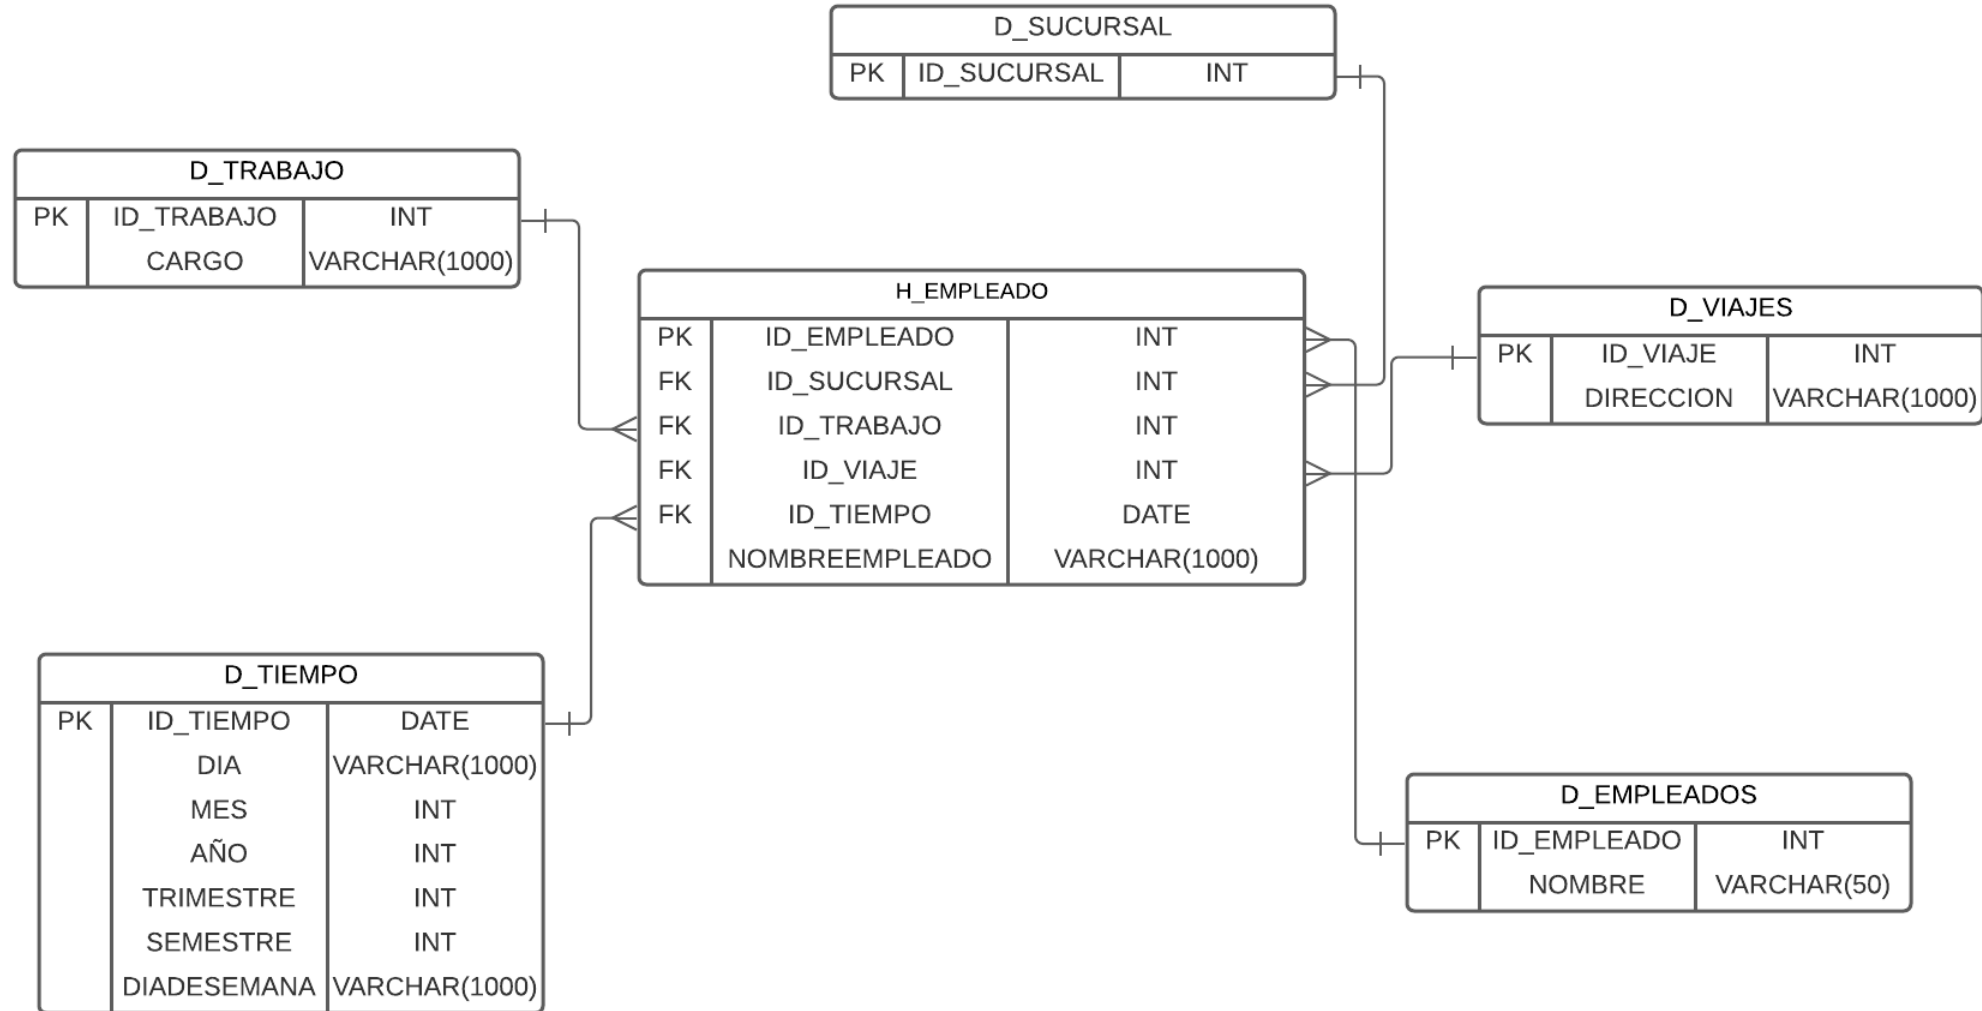 D_SUCURSAL
PK ID_SUCURSAL INT
D_TRABAJO
PK ID_TRABAJO INT
CARGO VARCHAR(1000)
H_EMPLEADO
PK ID_EMPLEADO INT
FK ID_SUCURSAL INT
FK ID_TRABAJO INT
FK ID_VIAJE INT
FK ID_TIEMPO DATE
NOMBREEMPLEADO VARCHAR(1000)
D_VIAJES
PK ID_VIAJE INT
DIRECCION VARCHAR(1000)
D_TIEMPO
PK ID_TIEMPO DATE
DIA VARCHAR(1000)
MES INT
AÑO INT
TRIMESTRE INT
SEMESTRE INT
DIADESEMANA VARCHAR(1000)
D_EMPLEADOS
PK ID_EMPLEADO INT
NOMBRE VARCHAR(50)